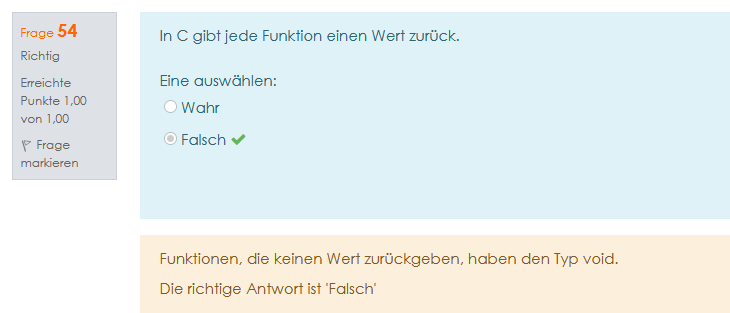 Frage 54
Richtig
Erreichte
Punkte 1,00
von 1,00
Frage
markieren
In C gibt jede Funktion einen Wert zurück.
Eine auswählen:
Wahr
Falsch
Funktionen, die keinen Wert zurückgeben, haben den Typ void.
Die richtige Antwort ist 'Falsch'